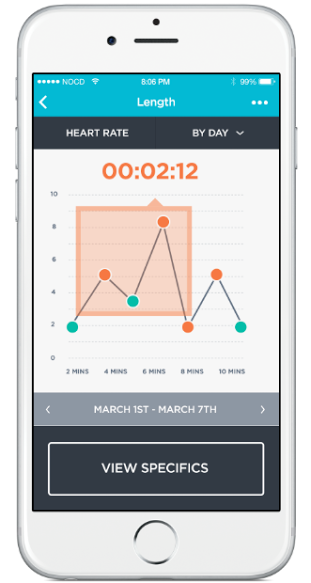 NOCD 8:06 PM 99%
Length
HEART RATE BY DAY
00:02:12
10
8
6
4
2
0
2 MINS 4 MINS 6 MINS 8 MINS 10 MINS
MARCH 1ST - MARCH 7TH
VIEW SPECIFICS